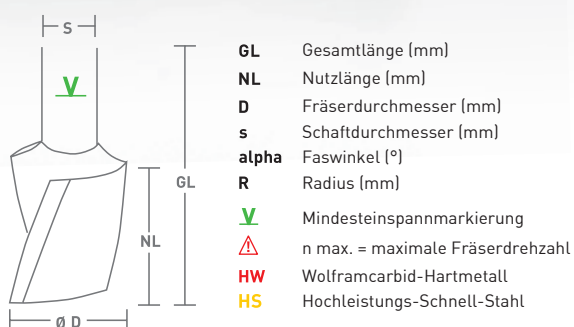 s
V
GL
NL
Ø D
GL Gesamtlänge (mm)
NL Nutzlänge (mm)
D Fräserdurchmesser (mm)
s Schaftdurchmesser (mm)
alpha Faswinkel (°)
R Radius (mm)
V Mindesteinspannmarkierung
⚠ n max. = maximale Fräserdrehzahl
HW Wolframcarbid-Hartmetall
HS Hochleistungs-Schnell-Stahl